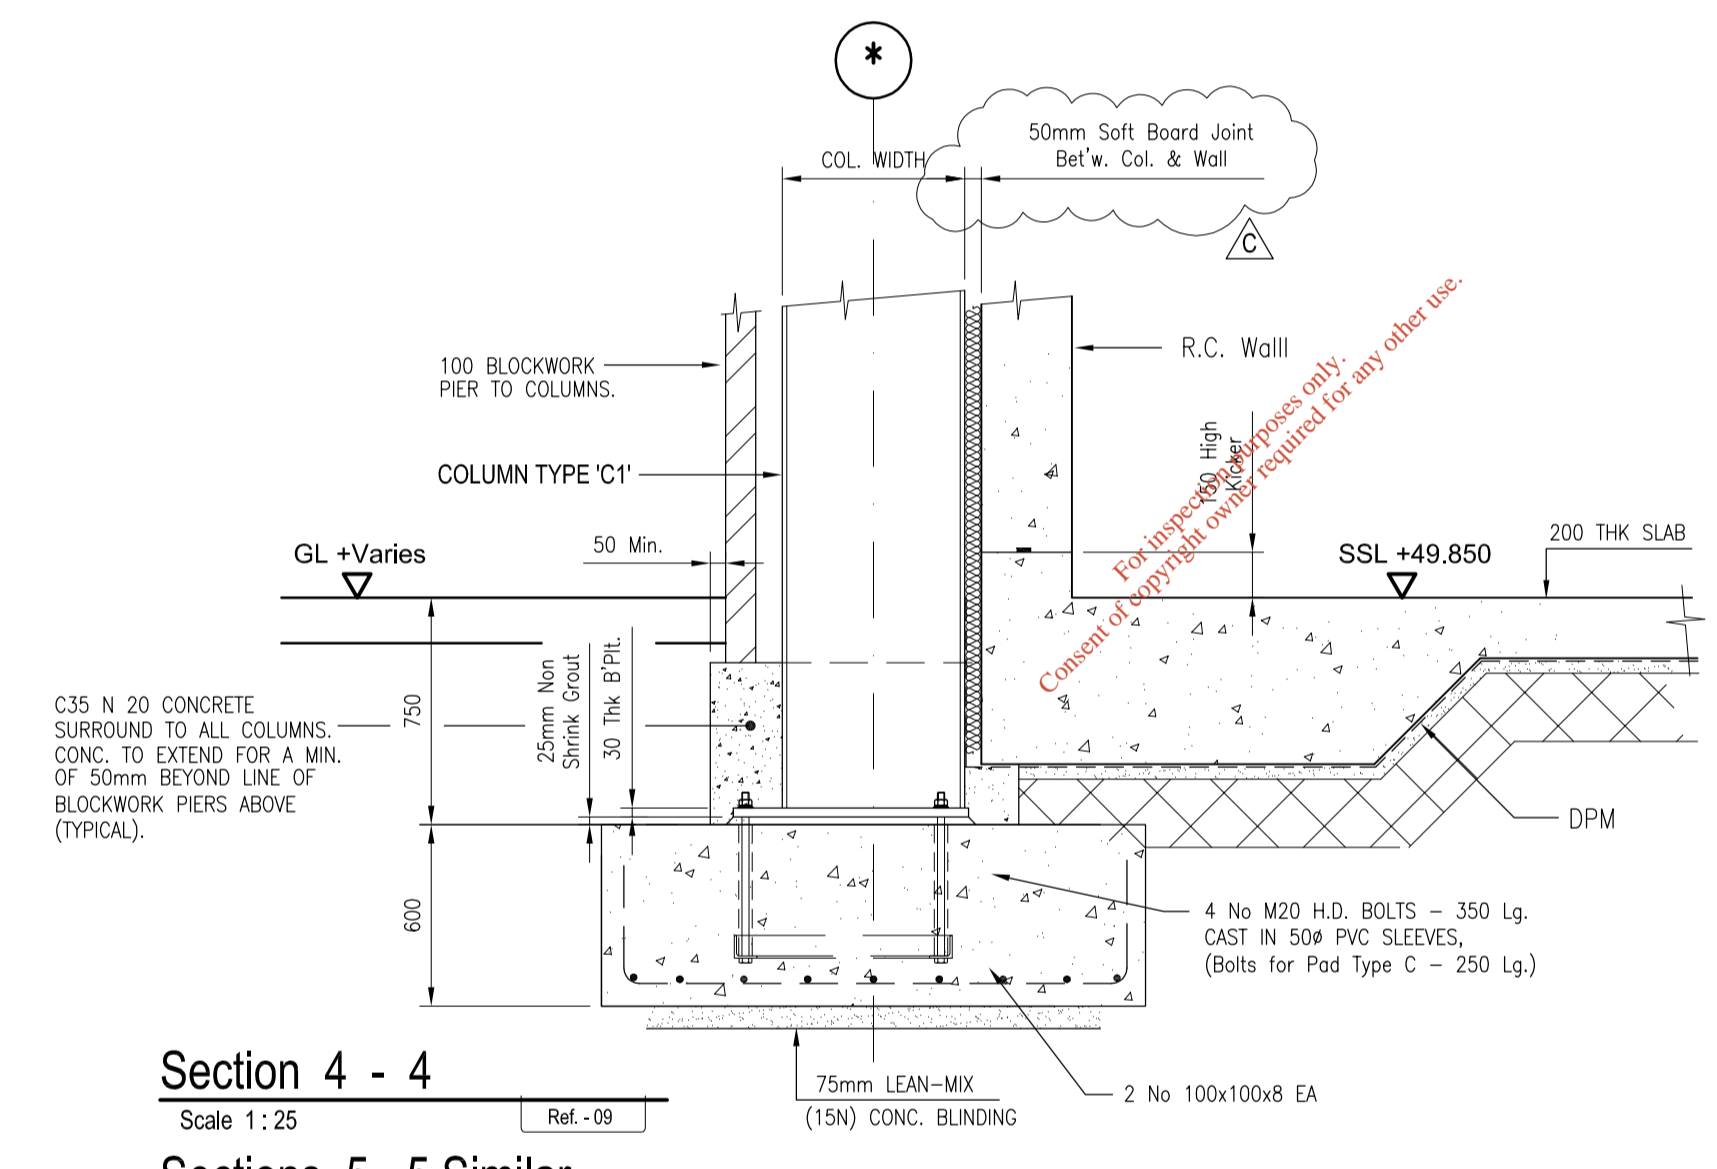 *
50mm Soft Board Joint
Bet'w. Col. & Wall
COL. WIDTH
C
100 BLOCKWORK
PIER TO COLUMNS.
R.C. Walll
COLUMN TYPE 'C1'
150 High
Kicker
For inspection purposes only.
Consent of copyright owner required for any other use.
50 Min.
GL +Varies
SSL +49.850
200 THK SLAB
25mm Non
Shrink Grout
30 Thk B'Plt.
750
C35 N 20 CONCRETE
SURROUND TO ALL COLUMNS.
CONC. TO EXTEND FOR A MIN.
OF 50mm BEYOND LINE OF
BLOCKWORK PIERS ABOVE
(TYPICAL).
DPM
600
4 No M20 H.D. BOLTS - 350 Lg.
CAST IN 50ø PVC SLEEVES,
(Bolts for Pad Type C - 250 Lg.)
Section 4 - 4
Scale 1:25
Ref. - 09
75mm LEAN-MIX
(15N) CONC. BLINDING
2 No 100x100x8 EA
Sections 5 - 5 Similar